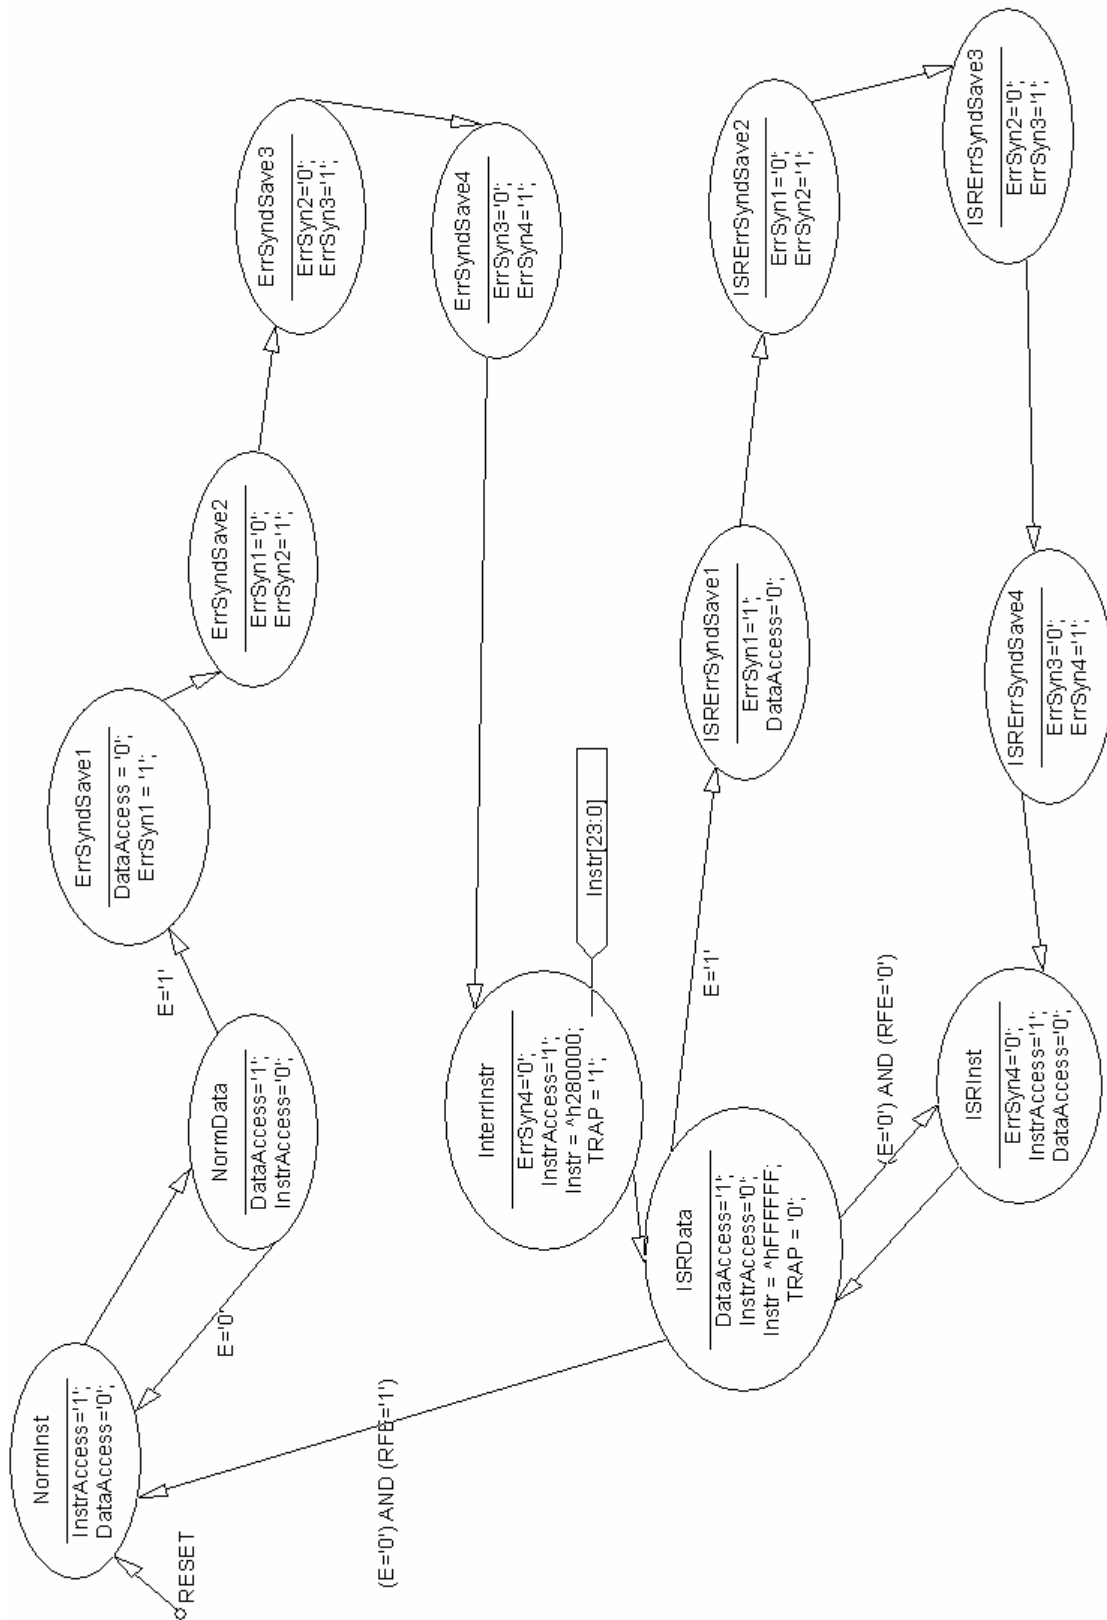 RESET
NormInst
InstrAccess='1';
DataAccess='0';
E='0'
NormData
DataAccess='1';
InstrAccess='0';
E='1'
ErrSyndSave1
DataAccess = '0';
ErrSyn1 = '1';
ErrSyndSave2
ErrSyn1='0';
ErrSyn2='1';
ErrSyndSave3
ErrSyn2='0';
ErrSyn3='1';
ErrSyndSave4
ErrSyn3='0';
ErrSyn4='1';
InterrInstr
ErrSyn4='0';
InstrAccess='1';
Instr = ^h280000;
TRAP = '1';
Instr[23:0]
(E='0') AND (RFE='1')
ISRData
DataAccess='1';
InstrAccess='0';
Instr = ^hFFFFFF;
TRAP = '0';
E='1'
ISRErrSyndSave1
ErrSyn1='1';
DataAccess='0';
ISRErrSyndSave2
ErrSyn1='0';
ErrSyn2='1';
ISRErrSyndSave3
ErrSyn2='0';
ErrSyn3='1';
ISRErrSyndSave4
ErrSyn3='0';
ErrSyn4='1';
(E='0') AND (RFE='0')
ISRInst
ErrSyn4='0';
InstrAccess='1';
DataAccess='0';